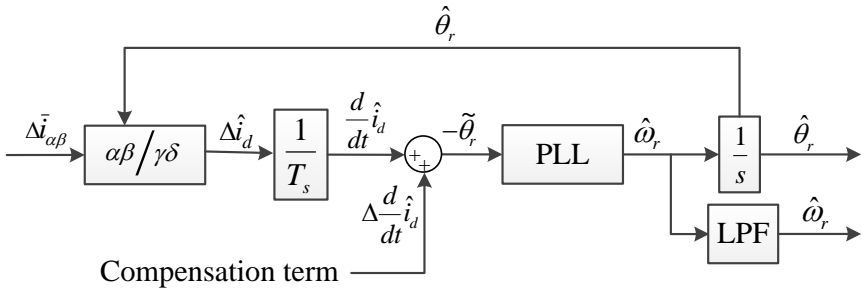 θ̂_r
Δī_αβ
αβ/γδ
Δî_d
1/T_s
d/dt î_d
+
+
−θ̃_r
PLL
ω̂_r
1/s
θ̂_r
Δ d/dt î_d
LPF
ω̂_r
Compensation term